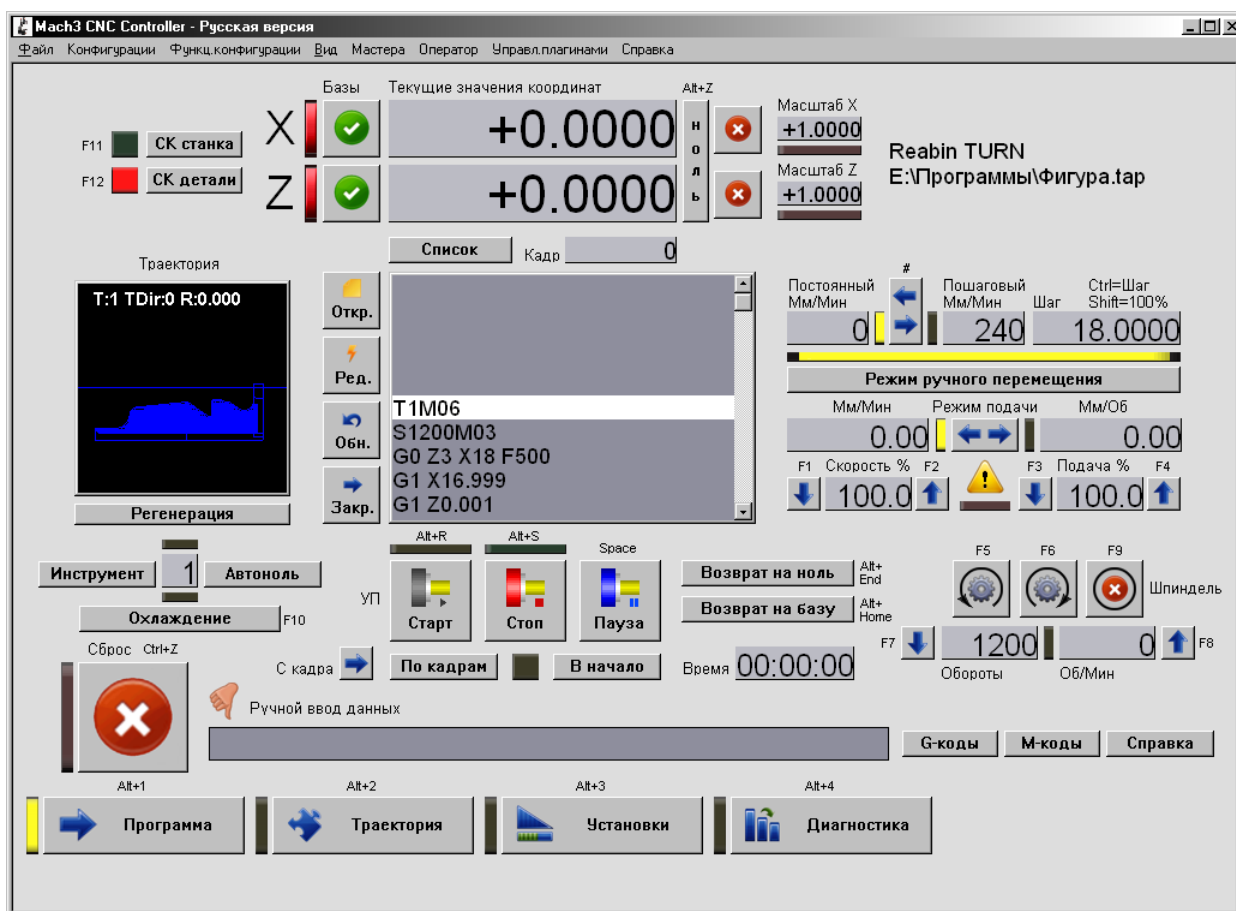 Mach3 CNC Controller - Русская версия
Файл Конфигурации Функц.конфигурации Вид Мастера Оператор Управл.плагинами Справка
Базы Текущие значения координат Alt+Z
F11 СК станка X +0.0000 Масштаб X
+1.0000
F12 СК детали Z +0.0000 Масштаб Z
+1.0000
ноль
Reabin TURN
E:\Программы\Фигура.tap
Список Кадр 0
Траектория
T:1 TDir:0 R:0.000
Регенерация
Откр.
Ред.
Обн.
Закр.
T1M06
S1200M03
G0 Z3 X18 F500
G1 X16.999
G1 Z0.001
#
Постоянный Пошаговый Ctrl=Шаг
Мм/Мин Мм/Мин Шаг Shift=100%
0 240 18.0000
Режим ручного перемещения
Мм/Мин Режим подачи Мм/Об
0.00 0.00
F1 Скорость % F2 F3 Подача % F4
100.0 100.0
Инструмент 1 Автоноль
Охлаждение F10
Alt+R Alt+S Space
УП Старт Стоп Пауза
Возврат на ноль Alt+
End
Возврат на базу Alt+
Home
F5 F6 F9
Шпиндель
F7 1200 0 F8
Обороты Об/Мин
Сброс Ctrl+Z
С кадра По кадрам В начало Время 00:00:00
Ручной ввод данных
G-коды M-коды Справка
Alt+1 Alt+2 Alt+3 Alt+4
Программа Траектория Установки Диагностика